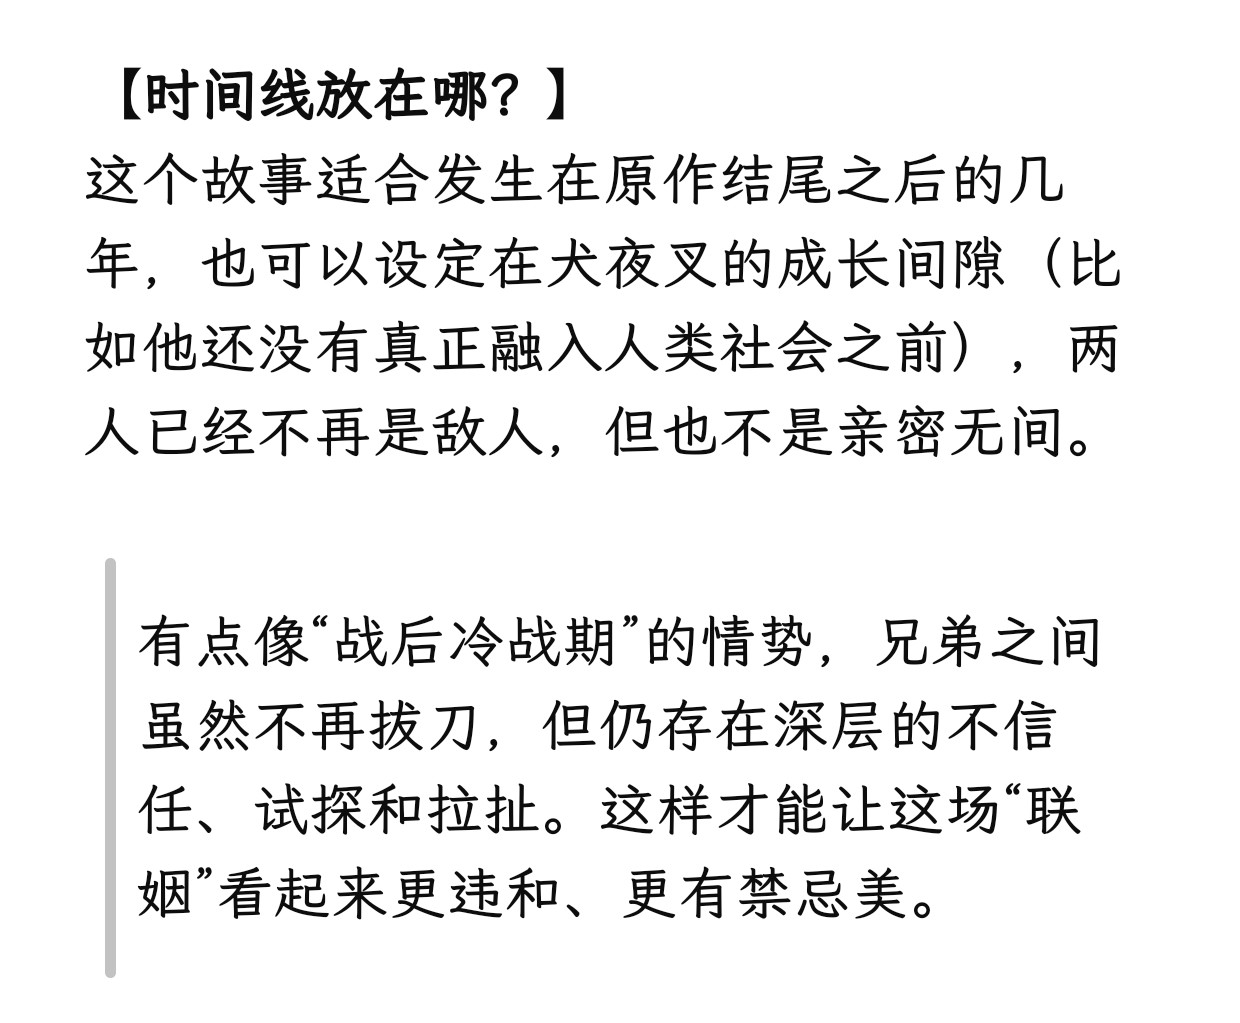 【时间线放在哪？】
这个故事适合发生在原作结尾之后的几
年，也可以设定在犬夜叉的成长间隙（比
如他还没有真正融入人类社会之前），两
人已经不再是敌人，但也不是亲密无间。
有点像“战后冷战期”的情势，兄弟之间
虽然不再拔刀，但仍存在深层的不信
任、试探和拉扯。这样才能让这场“联
姻”看起来更违和、更有禁忌美。